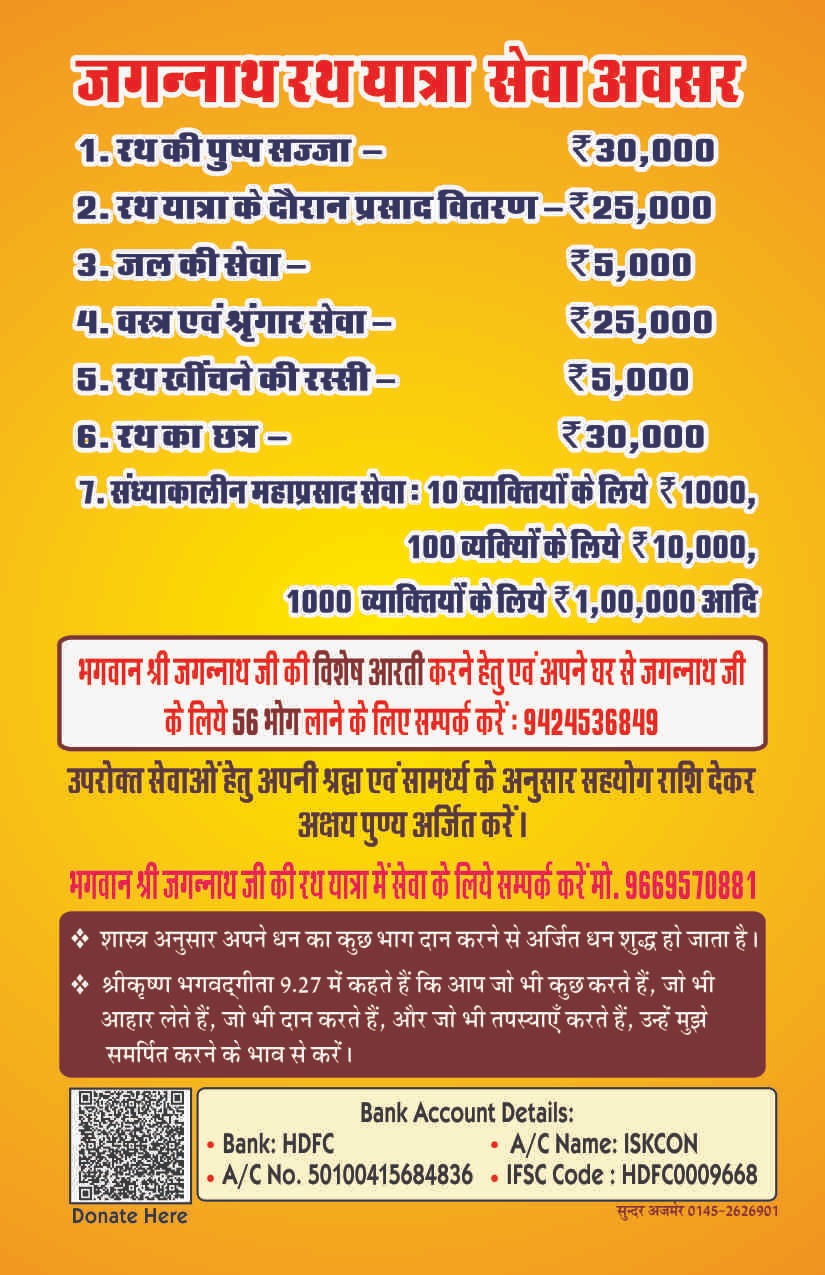 जगन्नाथ रथ यात्रा सेवा अवसर
1. रथ की पुष्प सज्जा – ₹30,000
2. रथ यात्रा के दौरान प्रसाद वितरण – ₹25,000
3. जल की सेवा – ₹5,000
4. वस्त्र एवं श्रृंगार सेवा – ₹25,000
5. रथ खींचने की रस्सी – ₹5,000
6. रथ का छत्र – ₹30,000
7. संध्याकालीन महाप्रसाद सेवा : 10 व्याक्तियों के लिये ₹1000,
100 व्यक्यिों के लिये ₹10,000,
1000 व्याक्तियों के लिये ₹1,00,000 आदि
भगवान श्री जगन्नाथ जी की विशेष आरती करने हेतु एवं अपने घर से जगन्नाथ जी
के लिये 56 भोग लाने के लिए सम्पर्क करें : 9424536849
उपरोक्त सेवाओं हेतु अपनी श्रद्वा एवं सामर्थ्य के अनुसार सहयोग राशि देकर
अक्षय पुण्य अर्जित करें।
भगवान श्री जगन्नाथ जी की रथ यात्रा में सेवा के लिये सम्पर्क करें मो. 9669570881
❖ शास्त्र अनुसार अपने धन का कुछ भाग दान करने से अर्जित धन शुद्ध हो जाता है।
❖ श्रीकृष्ण भगवद्‌गीता 9.27 में कहते हैं कि आप जो भी कुछ करते हैं, जो भी
आहार लेते हैं, जो भी दान करते हैं, और जो भी तपस्याएँ करते हैं, उन्हें मुझे
समर्पित करने के भाव से करें।
Bank Account Details:
• Bank: HDFC • A/C Name: ISKCON
• A/C No. 50100415684836 • IFSC Code : HDFC0009668
Donate Here
सुन्दर अजमेर 0145-2626901